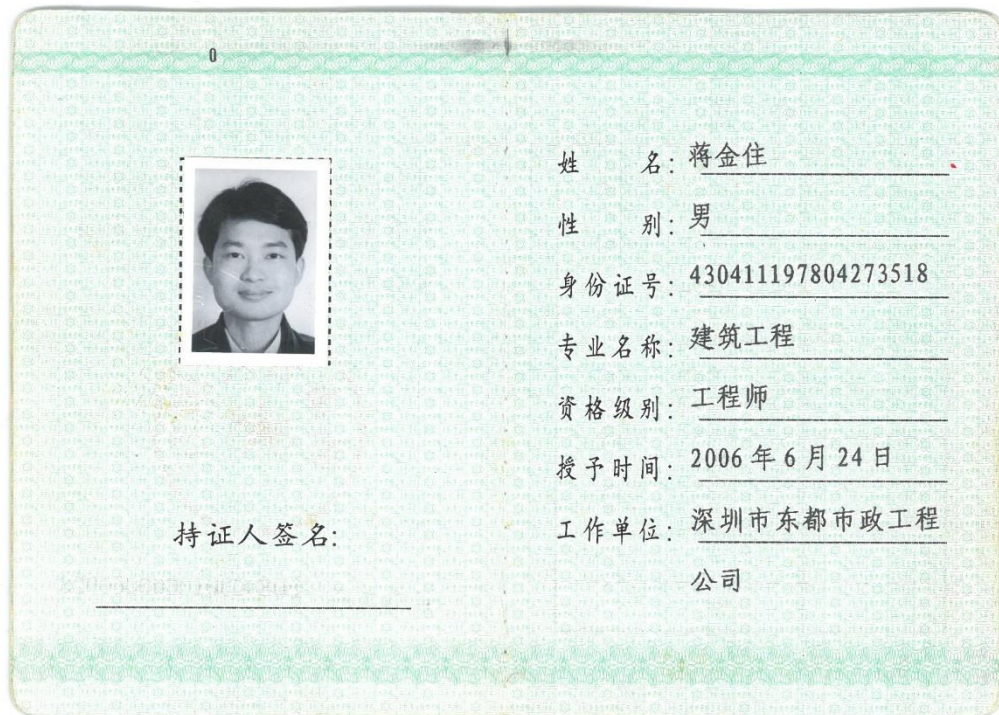 0
姓 名: 蒋金住
性 别: 男
身份证号: 430411197804273518
专业名称: 建筑工程
资格级别: 工程师
授予时间: 2006 年 6 月 24 日
工作单位: 深圳市东都市政工程
公司
持证人签名: